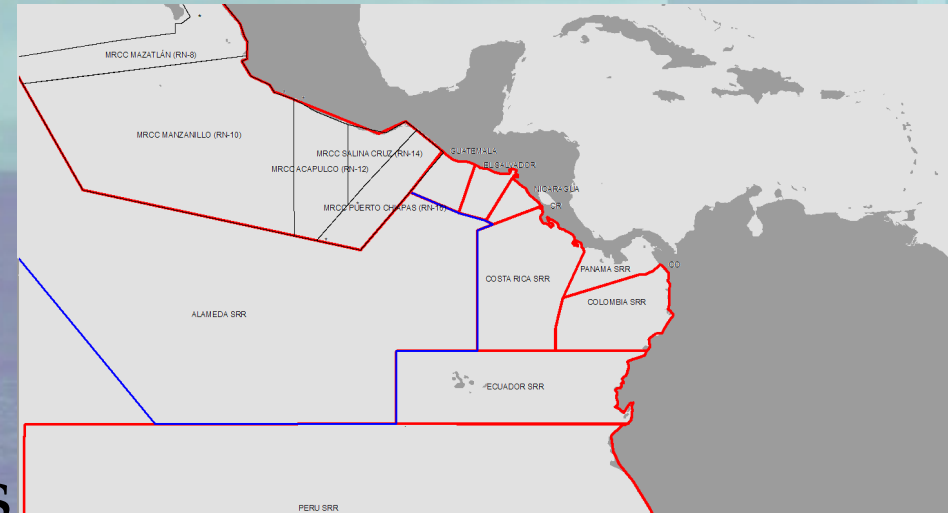 MRCC MAZATLÁN (RN-8)
MRCC MANZANILLO (RN-10)
MRCC SALINA CRUZ (RN-14)
MRCC ACAPULCO (RN-12)
MRCC PUERTO CHIAPAS (RN-16)
GUATEMALA
EL SALVADOR
NICARAGUA
CR
COSTA RICA SRR
PANAMA SRR
CO
COLOMBIA SRR
ALAMEDA SRR
ECUADOR SRR
PERU SRR
s